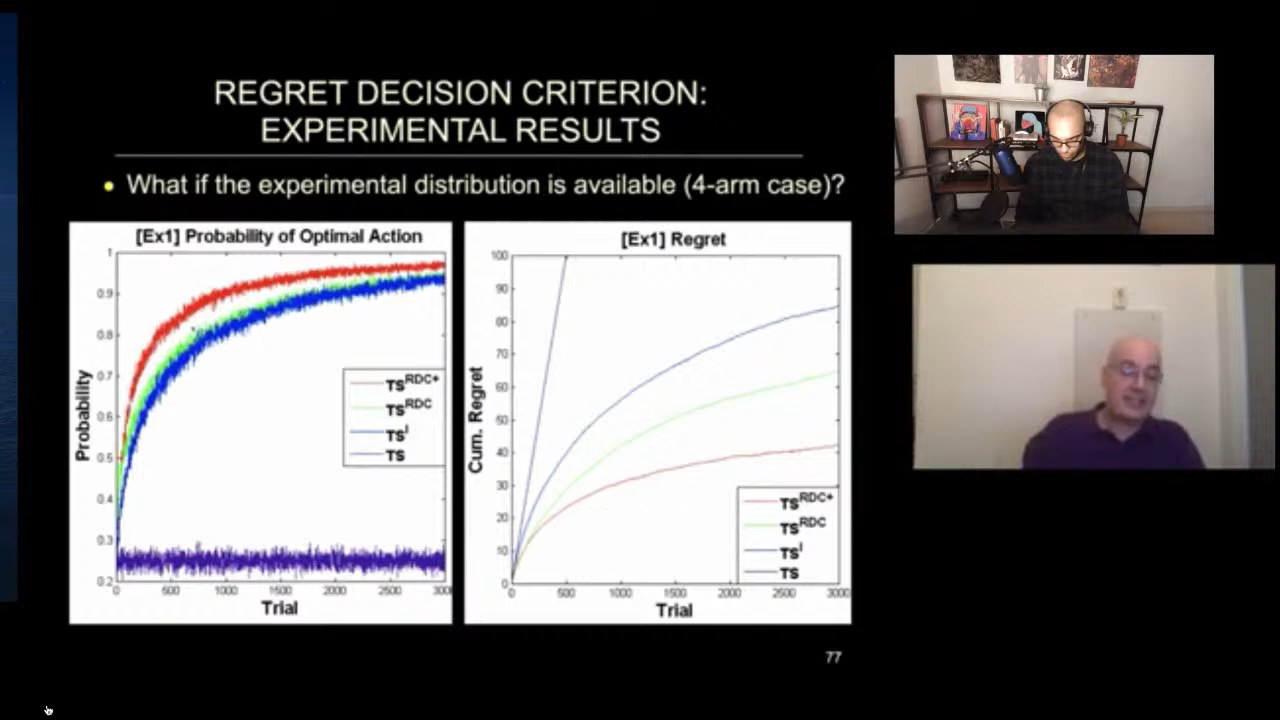 REGRET DECISION CRITERION:
EXPERIMENTAL RESULTS
• What if the experimental distribution is available (4-arm case)?
[Ex1] Probability of Optimal Action
1
0.9
0.8
0.7
0.6
0.5
0.4
0.3
0.2
Probability
0 500 1000 1500 2000 2500 3000
Trial
TS^RDC+
TS^RDC
TS^I
TS
[Ex1] Regret
100
90
80
70
60
50
40
30
20
10
0
Cum. Regret
0 500 1000 1500 2000 2500 3000
Trial
TS^RDC+
TS^RDC
TS^I
TS
77